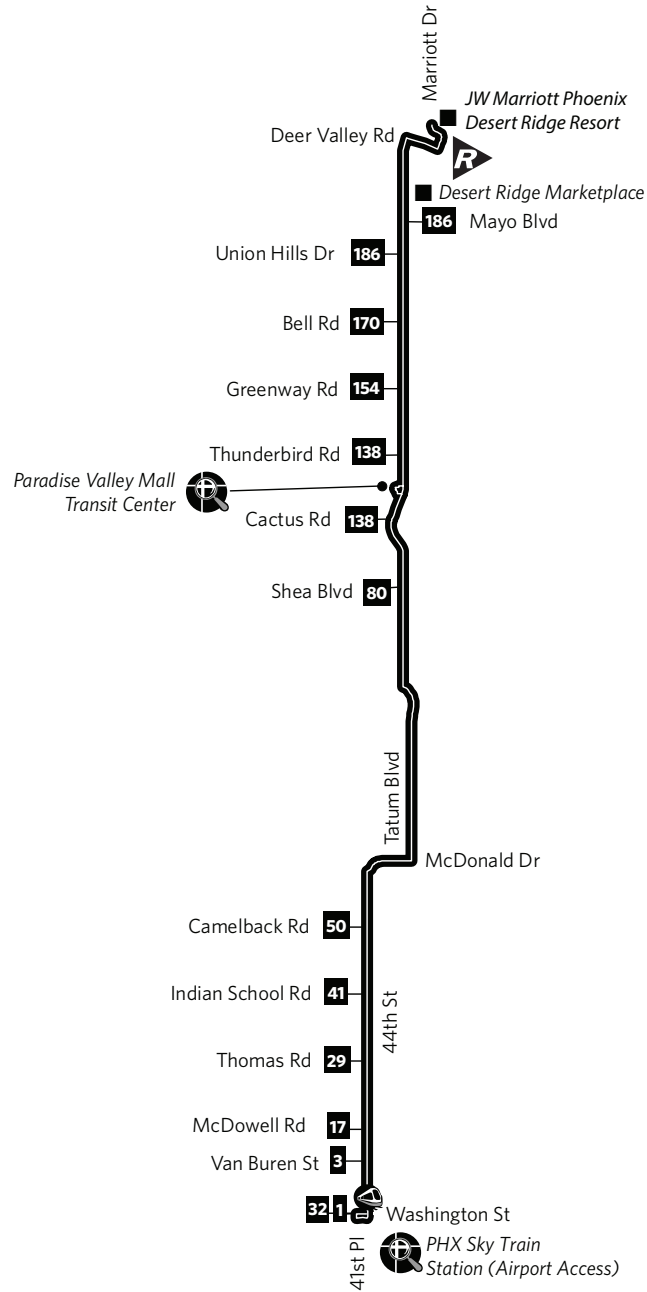 Marriott Dr
JW Marriott Phoenix
Desert Ridge Resort
Deer Valley Rd
R
Desert Ridge Marketplace
186 Mayo Blvd
Union Hills Dr 186
Bell Rd 170
Greenway Rd 154
Thunderbird Rd 138
Paradise Valley Mall
Transit Center
Cactus Rd 138
Shea Blvd 80
Tatum Blvd
McDonald Dr
Camelback Rd 50
Indian School Rd 41
44th St
Thomas Rd 29
McDowell Rd 17
Van Buren St 3
32 1 Washington St
41st Pl
PHX Sky Train
Station (Airport Access)